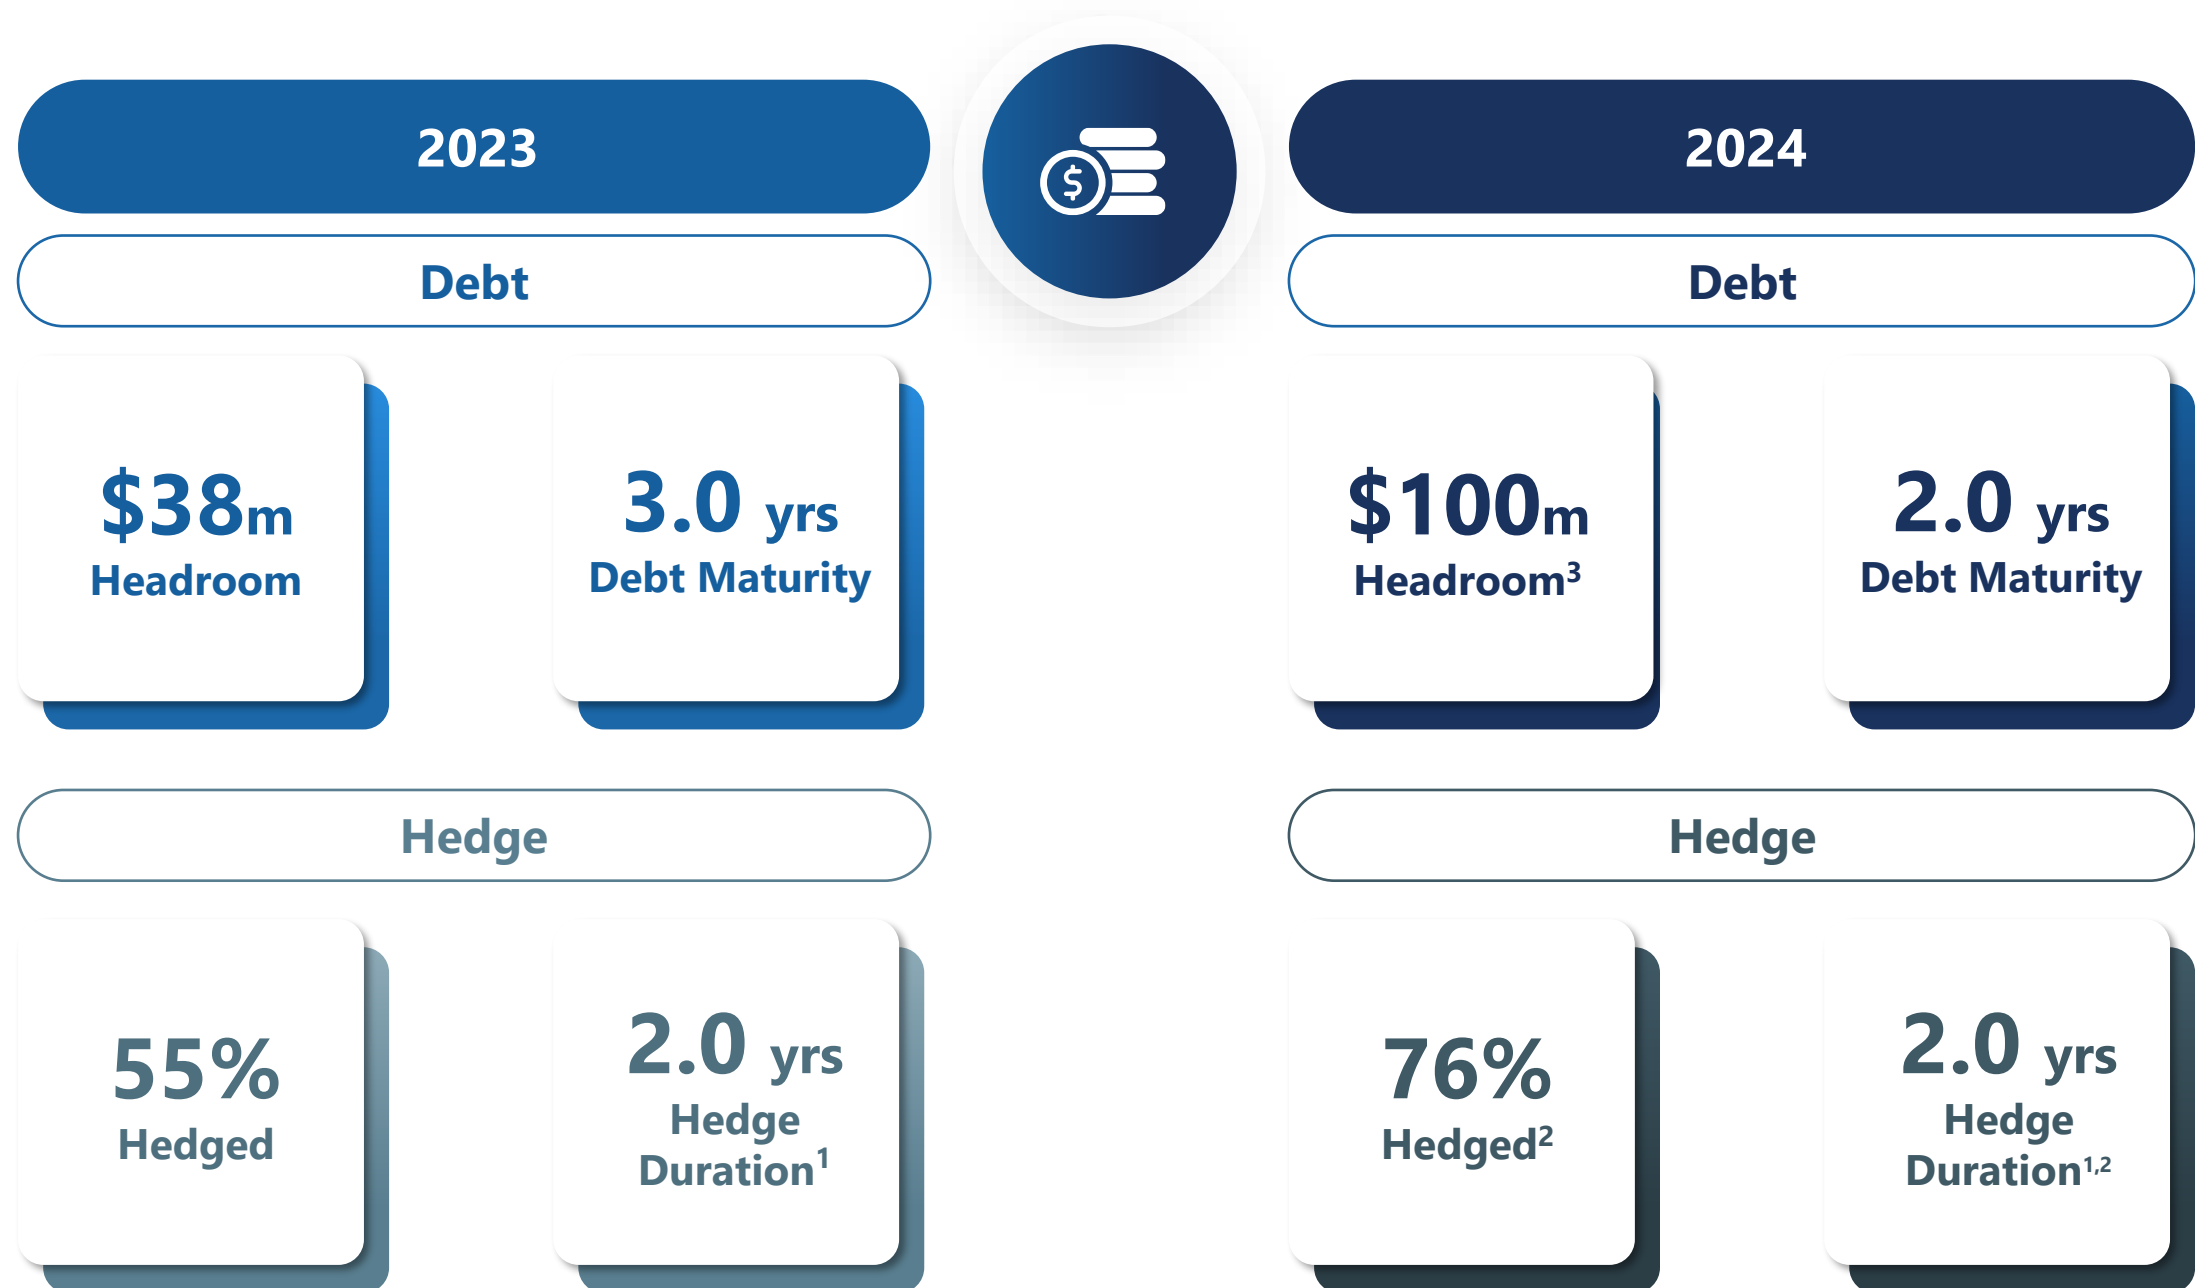 2023
Debt
$38m
Headroom
3.0 yrs
Debt Maturity
Hedge
55%
Hedged
2.0 yrs
Hedge
Duration¹
$
2024
Debt
$100m
Headroom³
2.0 yrs
Debt Maturity
Hedge
76%
Hedged²
2.0 yrs
Hedge
Duration¹,²